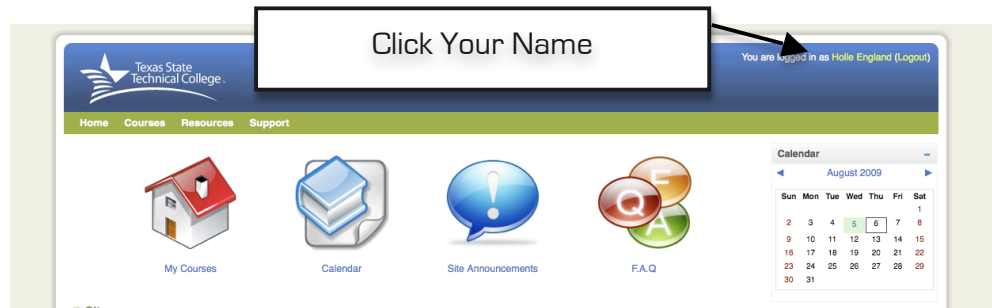 Click Your Name
You are logged in as Holle England (Logout)
Texas State
Technical College.
Home Courses Resources Support
Calendar
August 2009
Sun Mon Tue Wed Thu Fri Sat
1
2 3 4 5 6 7 8
9 10 11 12 13 14 15
16 17 18 19 20 21 22
23 24 25 26 27 28 29
30 31
F
Q
A
My Courses Calendar Site Announcements F.A.Q